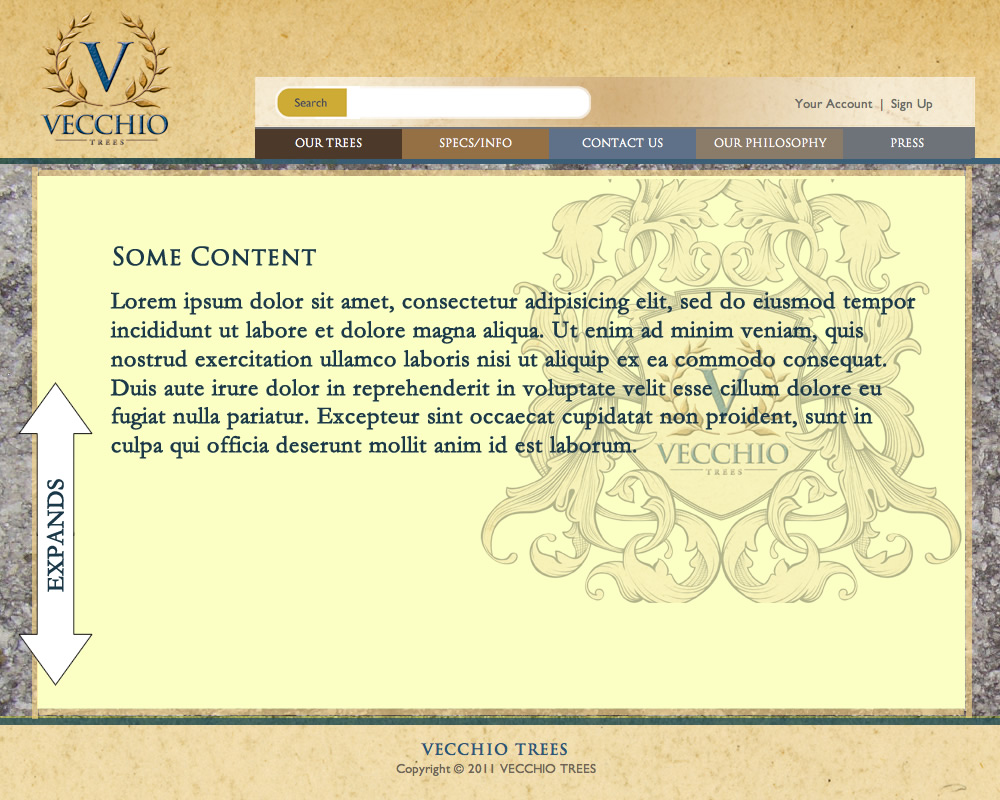 V
VECCHIO
TREES
Search
Your Account | Sign Up
OUR TREES SPECS/INFO CONTACT US OUR PHILOSOPHY PRESS
Some Content
Lorem ipsum dolor sit amet, consectetur adipisicing elit, sed do eiusmod tempor
incididunt ut labore et dolore magna aliqua. Ut enim ad minim veniam, quis
nostrud exercitation ullamco laboris nisi ut aliquip ex ea commodo consequat.
Duis aute irure dolor in reprehenderit in voluptate velit esse cillum dolore eu
fugiat nulla pariatur. Excepteur sint occaecat cupidatat non proident, sunt in
culpa qui officia deserunt mollit anim id est laborum.
V
VECCHIO
TREES
EXPANDS
VECCHIO TREES
Copyright © 2011 VECCHIO TREES